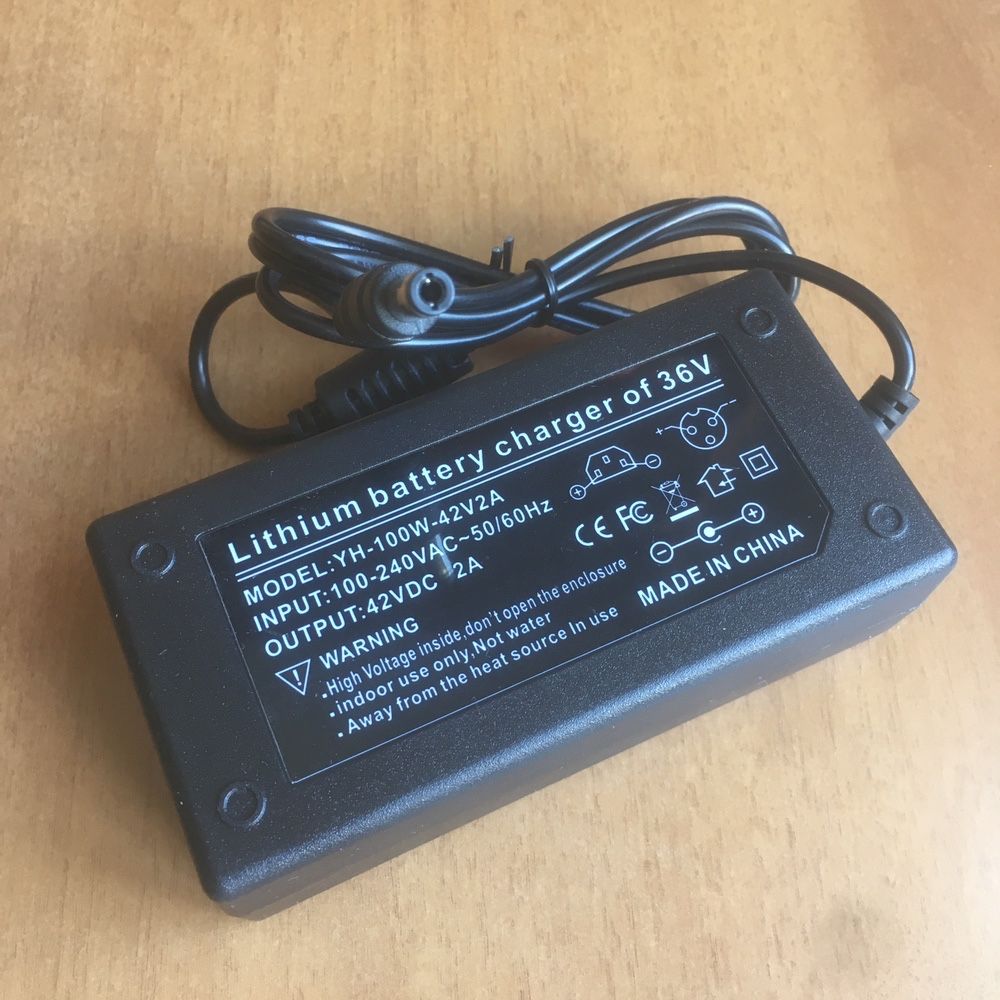 Lithium battery charger of 36V
MODEL:YH-100W-42V2A
INPUT:100-240VAC~50/60Hz
OUTPUT:42VDC 2A
WARNING
.High Voltage inside,don't open the enclosure
.indoor use only,Not water
.Away from the heat source In use
CE FC
MADE IN CHINA